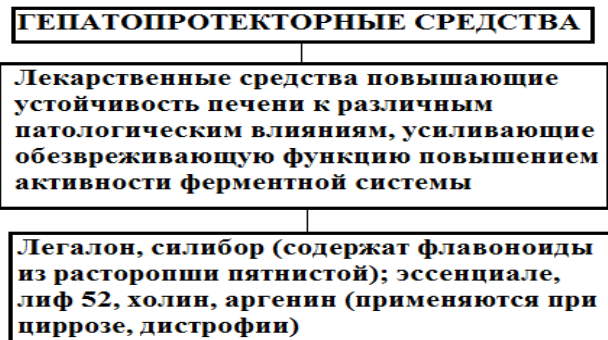 ГЕПАТОПРОТЕКТОРНЫЕ СРЕДСТВА
Лекарственные средства повышающие
устойчивость печени к различным
патологическим влияниям, усиливающие
обезвреживающую функцию повышением
активности ферментной системы
Легалон, силибор (содержат флавоноиды
из расторопши пятнистой); эссенциале,
лиф 52, холин, аргенин (применяются при
циррозе, дистрофии)